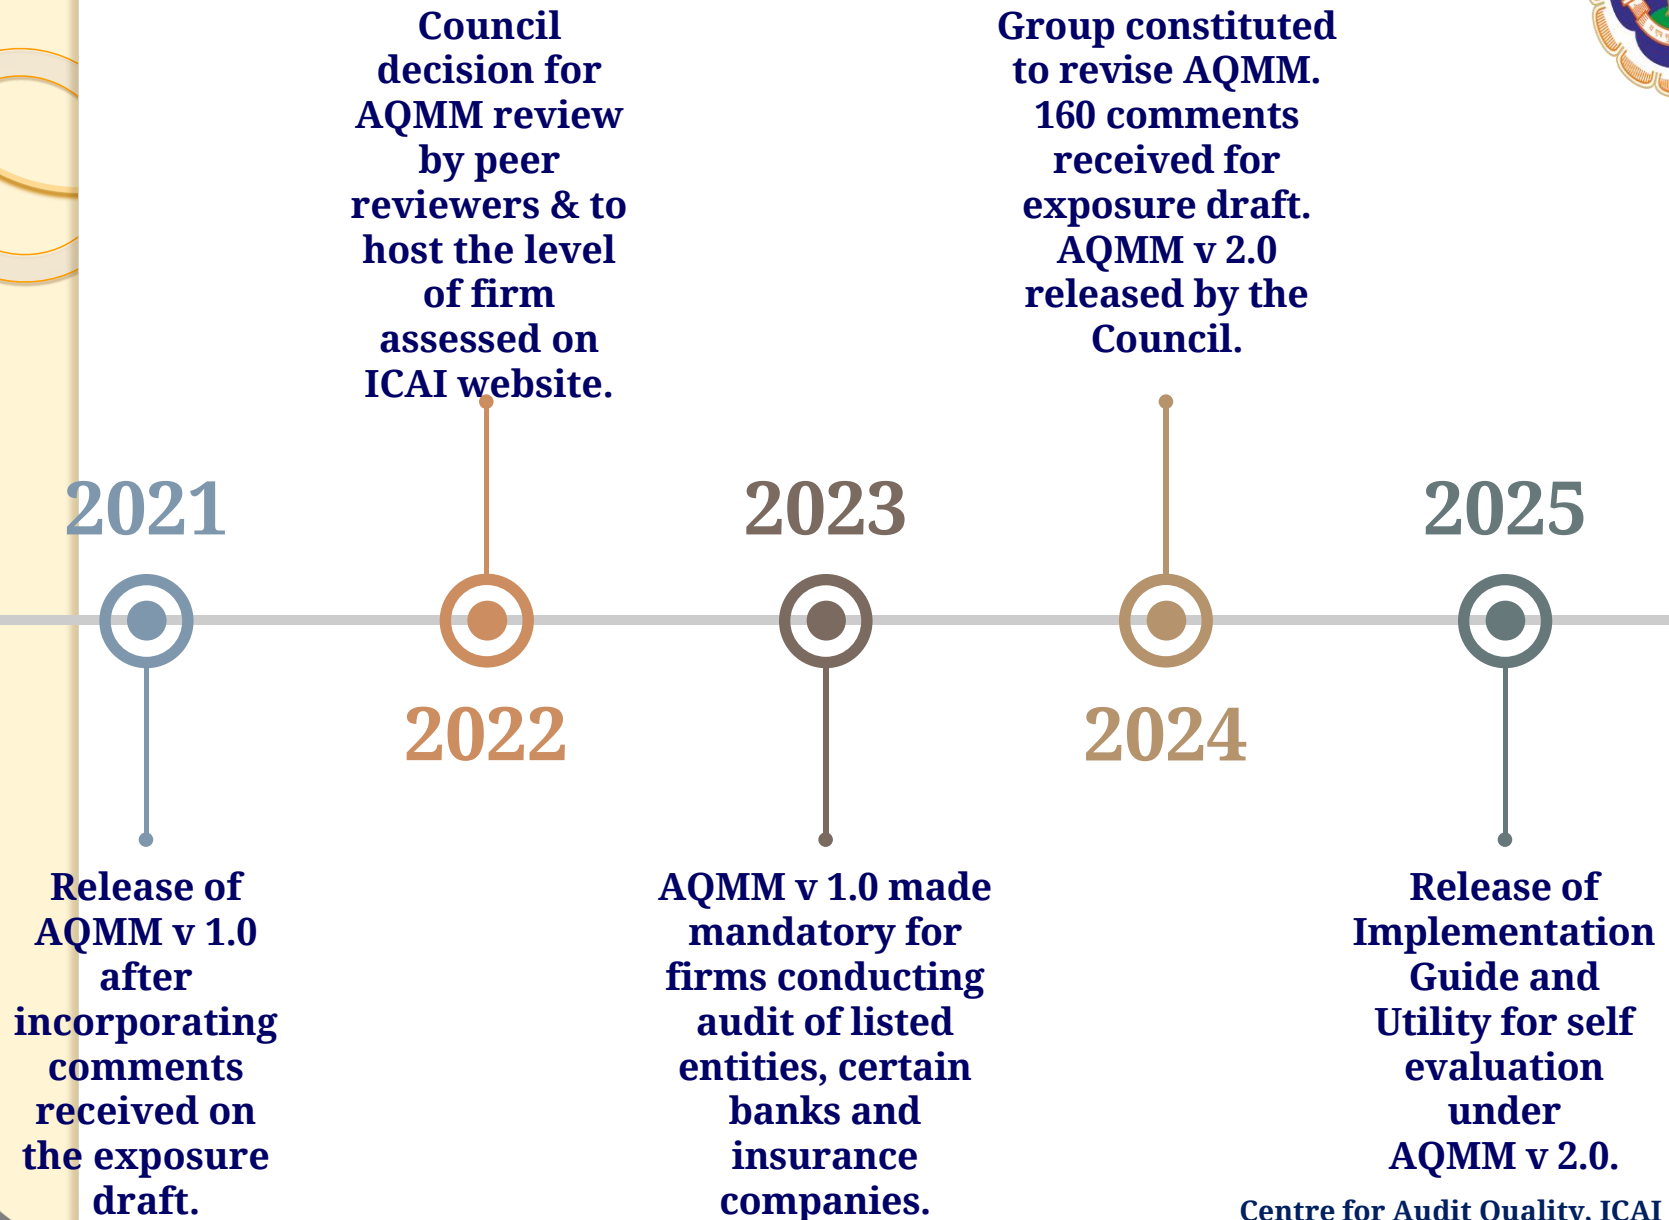 Council
decision for
AQMM review
by peer
reviewers & to
host the level
of firm
assessed on
ICAI website.
Group constituted
to revise AQMM.
160 comments
received for
exposure draft.
AQMM v 2.0
released by the
Council.
2021
2023
2025
2022
2024
Release of
AQMM v 1.0
after
incorporating
comments
received on
the exposure
draft.
AQMM v 1.0 made
mandatory for
firms conducting
audit of listed
entities, certain
banks and
insurance
companies.
Release of
Implementation
Guide and
Utility for self
evaluation
under
AQMM v 2.0.
Centre for Audit Quality, ICAI